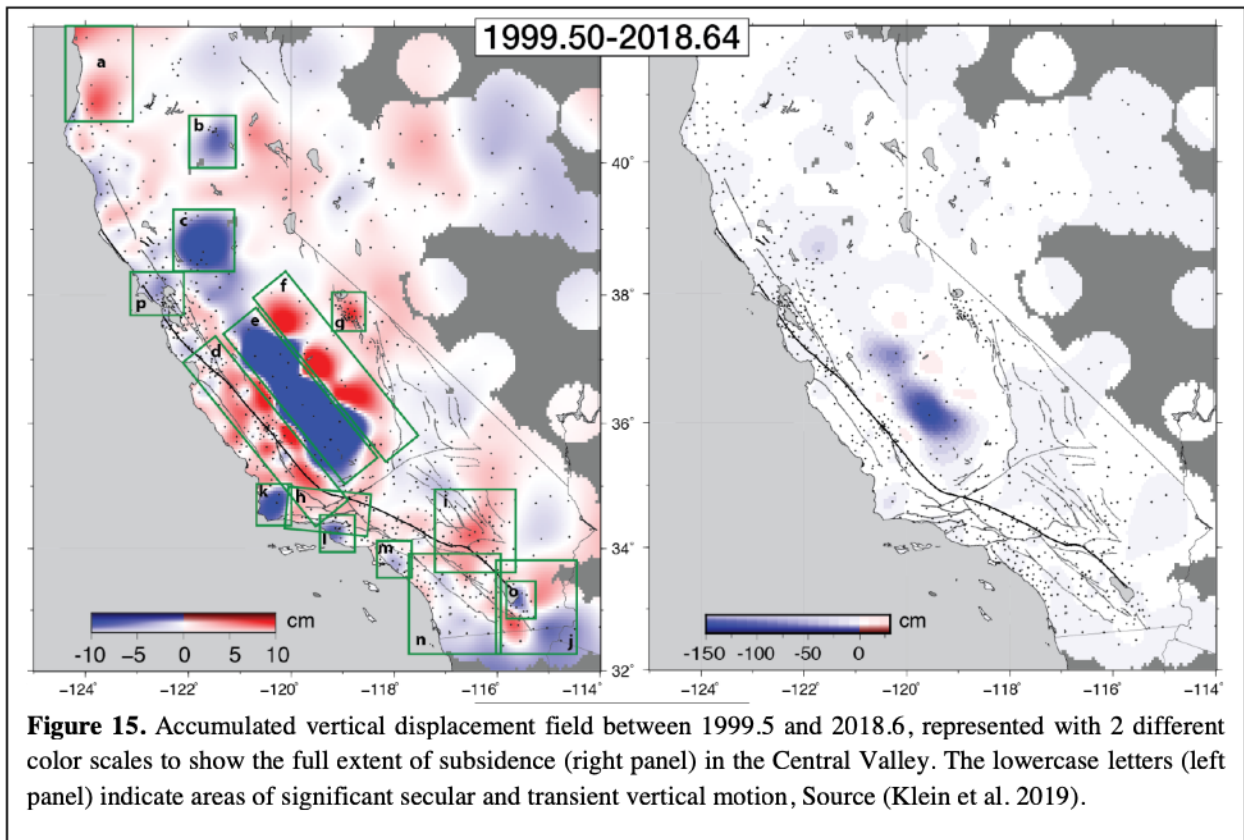 1999.50-2018.64
a
b
c
p
f
e
g
d
k
h
l
m
i
n
o
j
40°
38°
36°
34°
32°
40°
38°
36°
34°
cm
-10 -5 0 5 10
cm
-150 -100 -50 0
-124° -122° -120° -118° -116° -114°
-124° -122° -120° -118° -116° -114°
Figure 15. Accumulated vertical displacement field between 1999.5 and 2018.6, represented with 2 different
color scales to show the full extent of subsidence (right panel) in the Central Valley. The lowercase letters (left
panel) indicate areas of significant secular and transient vertical motion, Source (Klein et al. 2019).